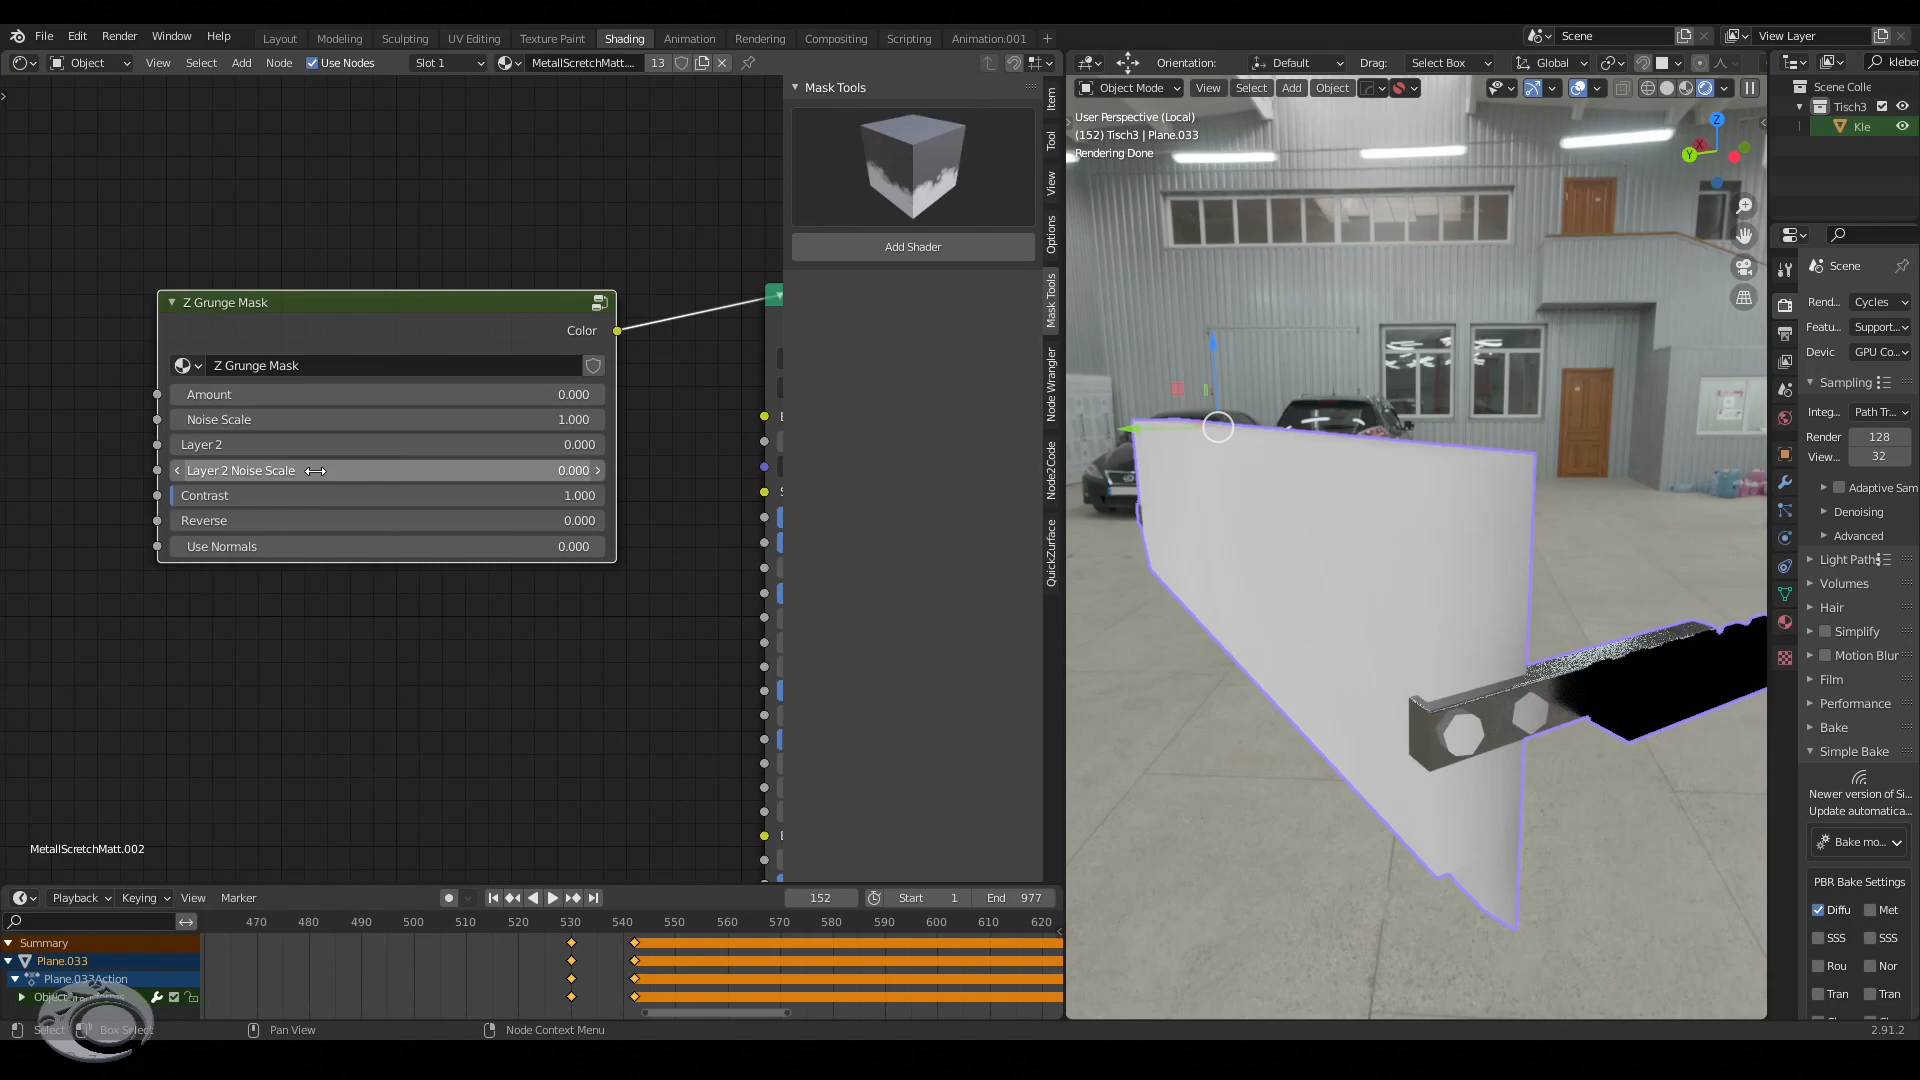 File Edit Render Window Help Layout Modeling Sculpting UV Editing Texture Paint Shading Animation Rendering Compositing Scripting Animation.001 + Scene View Layer
Object View Select Add Node Use Nodes Slot 1 MetallScretchMatt... 13 Orientation: Default Drag: Select Box Global kleber
Mask Tools
Object Mode View Select Add Object
Scene Colle
Tisch3
Kle
User Perspective (Local)
(152) Tisch3 | Plane.033
Rendering Done
Z
X
Y
Add Shader
Item
Tool
View
Options
Mask Tools
Node Wrangler
Node2Code
QuickZurface
Z Grunge Mask
Color
Z Grunge Mask
Amount 0.000
Noise Scale 1.000
Layer 2 0.000
Layer 2 Noise Scale 0.000
Contrast 1.000
Reverse 0.000
Use Normals 0.000
MetallScretchMatt.002
Scene
Rend... Cycles
Featu... Support...
Devic GPU Co...
Sampling
Integ... Path Tr...
Render 128
View... 32
Adaptive Sam
Denoising
Advanced
Light Paths
Volumes
Hair
Simplify
Motion Blur
Film
Performance
Bake
Simple Bake
Newer version of Si...
Update automatica...
Bake mo...
PBR Bake Settings
Diffu Met
SSS SSS
Rou Nor
Tran Tran
Playback Keying View Marker 152 Start 1 End 977
470 480 490 500 510 520 530 540 550 560 570 580 590 600 610 620
Summary
Plane.033
Plane.033Action
Select Box Select Pan View Node Context Menu 2.91.2